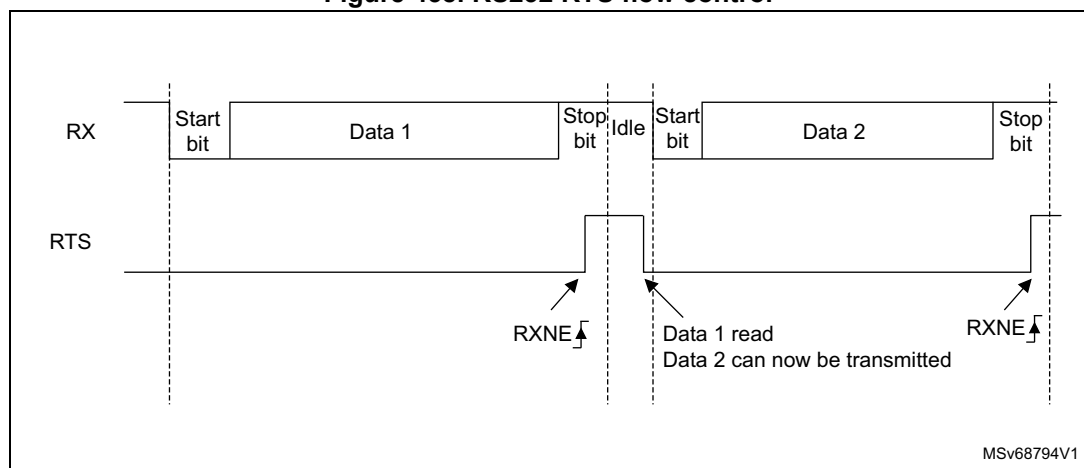 RX
Start
bit
Data 1
Stop
bit
Idle
Start
bit
Data 2
Stop
bit
RTS
RXNE
Data 1 read
Data 2 can now be transmitted
RXNE
MSv68794V1